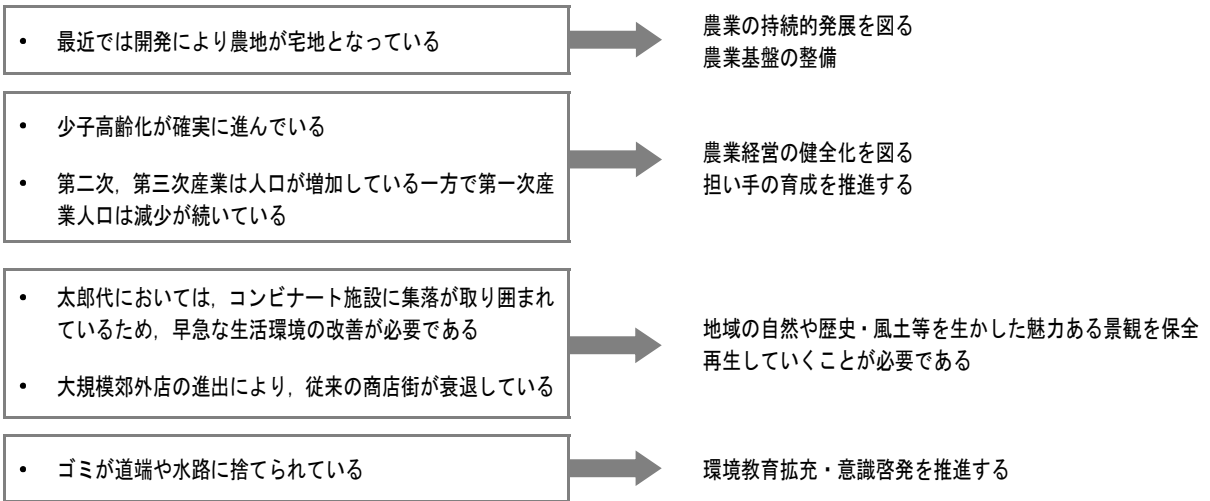 • 最近では開発により農地が宅地となっている
農業の持続的発展を図る
農業基盤の整備
• 少子高齢化が確実に進んでいる
• 第二次，第三次産業は人口が増加している一方で第一次産
業人口は減少が続いている
農業経営の健全化を図る
担い手の育成を推進する
• 太郎代においては，コンビナート施設に集落が取り囲まれ
ているため，早急な生活環境の改善が必要である
• 大規模郊外店の進出により，従来の商店街が衰退している
地域の自然や歴史・風土等を生かした魅力ある景観を保全
再生していくことが必要である
• ゴミが道端や水路に捨てられている
環境教育拡充・意識啓発を推進する